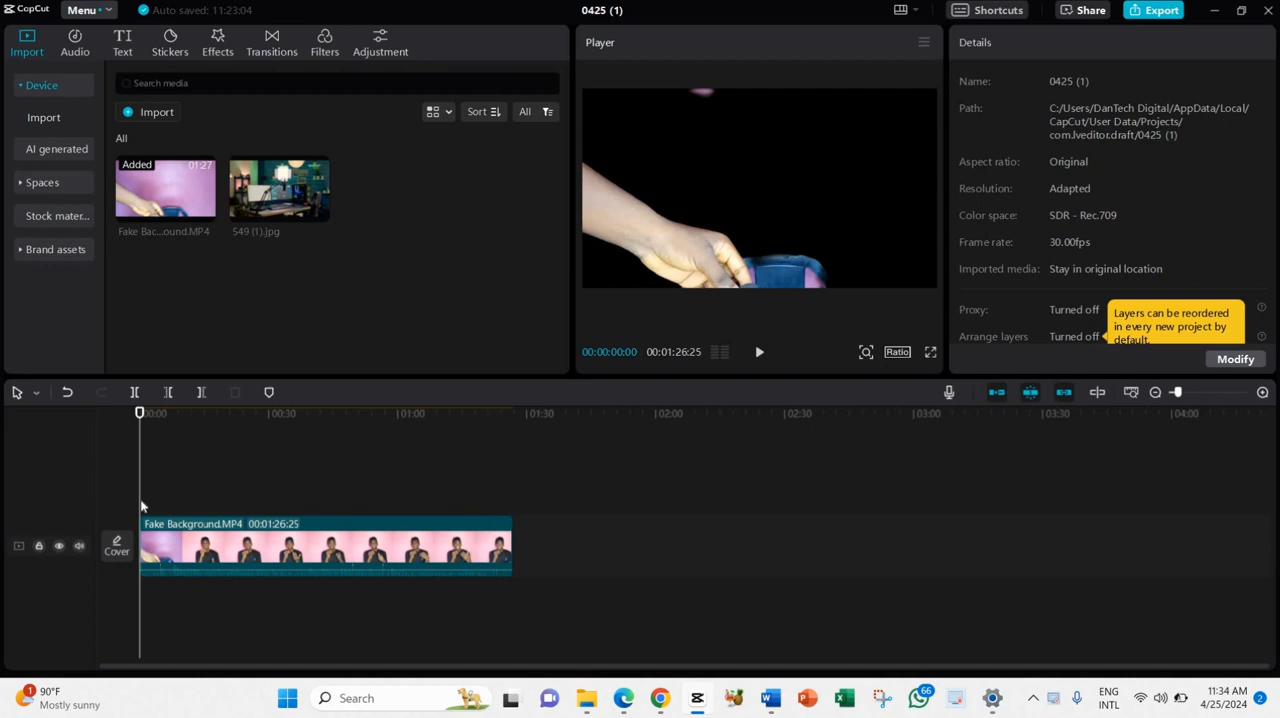 CapCut
Menu
Auto saved: 11:23:04
0425 (1)
Shortcuts
Share
Export
Import
Audio
Text
Stickers
Effects
Transitions
Filters
Adjustment
Player
Details
Device
Import
AI generated
Spaces
Stock mater...
Brand assets
Search media
Import
Sort
All
All
Added
01:27
Fake Bac...ound.MP4
549 (1).jpg
00:00:00:00
00:01:26:25
Ratio
Name:
0425 (1)
Path:
C:/Users/DanTech Digital/AppData/Local/
CapCut/User Data/Projects/
com.lveditor.draft/0425 (1)
Aspect ratio:
Original
Resolution:
Adapted
Color space:
SDR - Rec.709
Frame rate:
30.00fps
Imported media:
Stay in original location
Proxy:
Turned off
Arrange layers
Turned off
Layers can be reordered
in every new project by
default.
Modify
00:00
00:30
01:00
01:30
02:00
02:30
03:00
03:30
04:00
Cover
Fake Background.MP4 00:01:26:25
1
90°F
Mostly sunny
Search
66
ENG
INTL
11:34 AM
4/25/2024
2